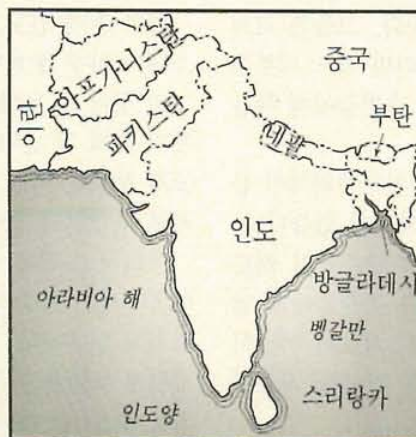 중국
아프가니스탄
이란
파키스탄
네팔
부탄
인도
방글라데시
아라비아 해
벵갈만
스리랑카
인도양